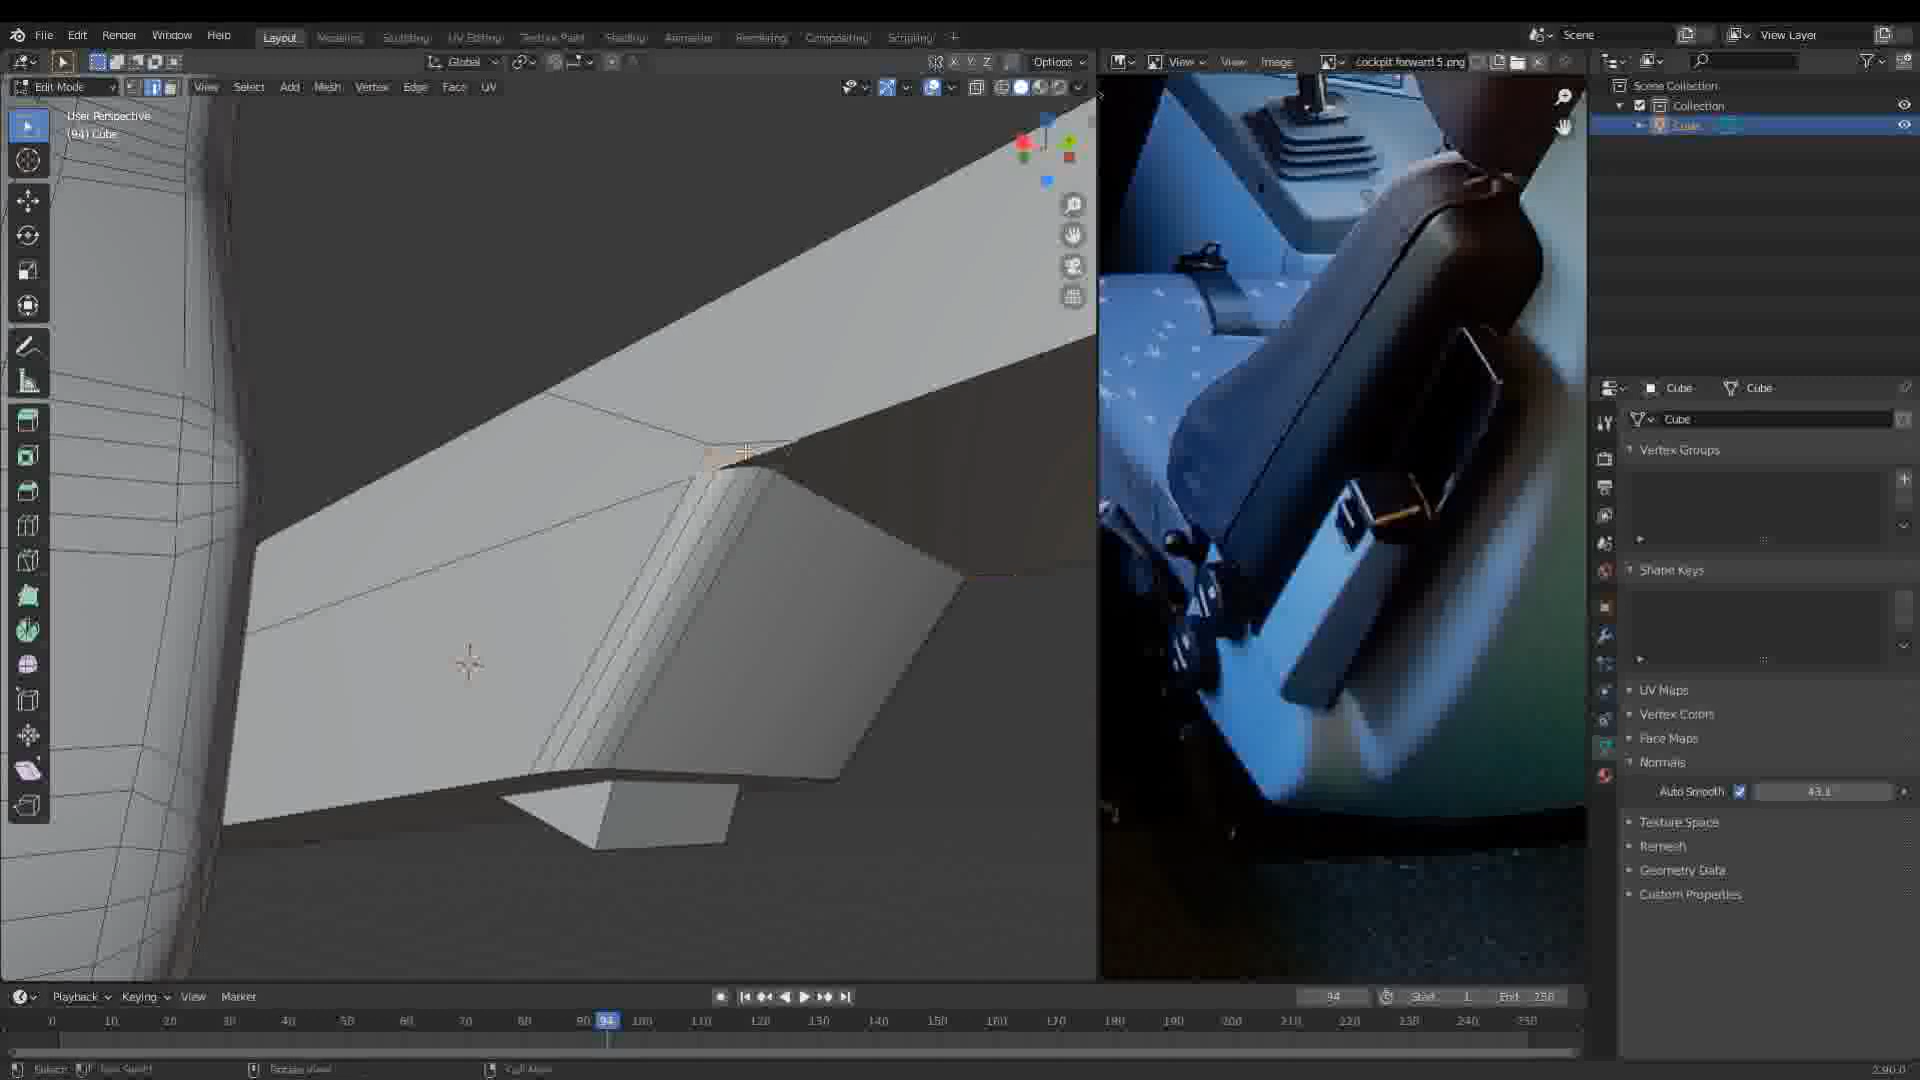 File Edit Render Window Help Layout Modeling Sculpting UV Editing Texture Paint Shading Animation Rendering Compositing Scripting + Scene View Layer
Global Options View View Image cockpit forward 5.png
Edit Mode View Select Add Mesh Vertex Edge Face UV
User Perspective
(94) Cube
X Y Z
Scene Collection
Collection
Cube
Cube Cube
Cube
Vertex Groups
Shape Keys
UV Maps
Vertex Colors
Face Maps
Normals
Auto Smooth
Texture Space
Remesh
Geometry Data
Custom Properties
Playback Keying View Marker 94 Start 1 End 250
0 10 20 30 40 50 60 70 80 90 94 100 110 120 130 140 150 160 170 180 190 200 210 220 230 240 250
Select Rotate View Call Menu 2.90.0